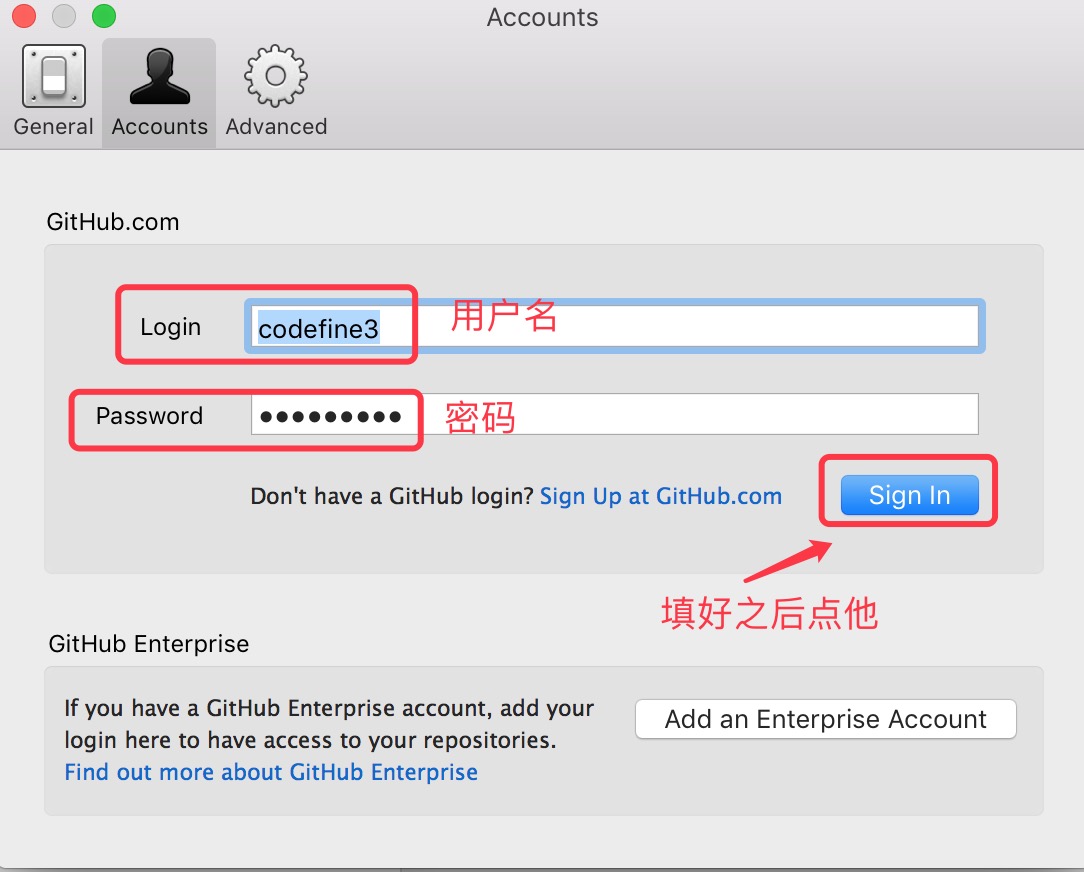 Accounts
General
Accounts
Advanced
GitHub.com
Login
codefine3
用户名
Password
●●●●●●●●●
密码
Don't have a GitHub login? Sign Up at GitHub.com
Sign In
填好之后点他
GitHub Enterprise
If you have a GitHub Enterprise account, add your
login here to have access to your repositories.
Find out more about GitHub Enterprise
Add an Enterprise Account